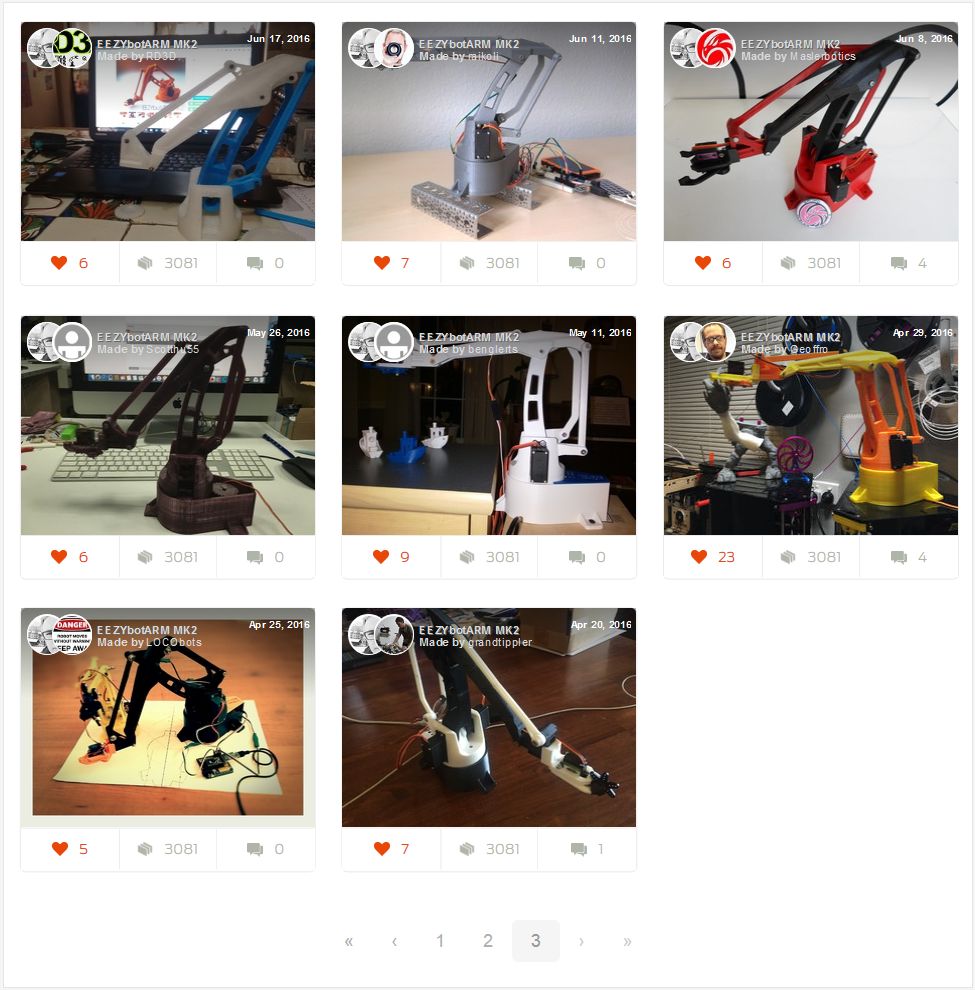 EEZYbotARM MK2
Made by RD3D
Jun 17, 2016
EEZYbotARM MK2
Made by raikoli
Jun 11, 2016
EEZYbotARM MK2
Made by Maslerbotics
Jun 8, 2016
6 3081 0
7 3081 0
6 3081 4
EEZYbotARM MK2
Made by Scotthu55
May 26, 2016
EEZYbotARM MK2
Made by benglerts
May 11, 2016
EEZYbotARM MK2
Made by Geoffro
Apr 29, 2016
6 3081 0
9 3081 0
23 3081 4
DANGER
ROBOT MOVES
WITHOUT WARNING
EEZYbotARM MK2
Made by LOCObots
Apr 25, 2016
EEZYbotARM MK2
Made by grandtippler
Apr 20, 2016
5 3081 0
7 3081 1
« ‹ 1 2 3 › »